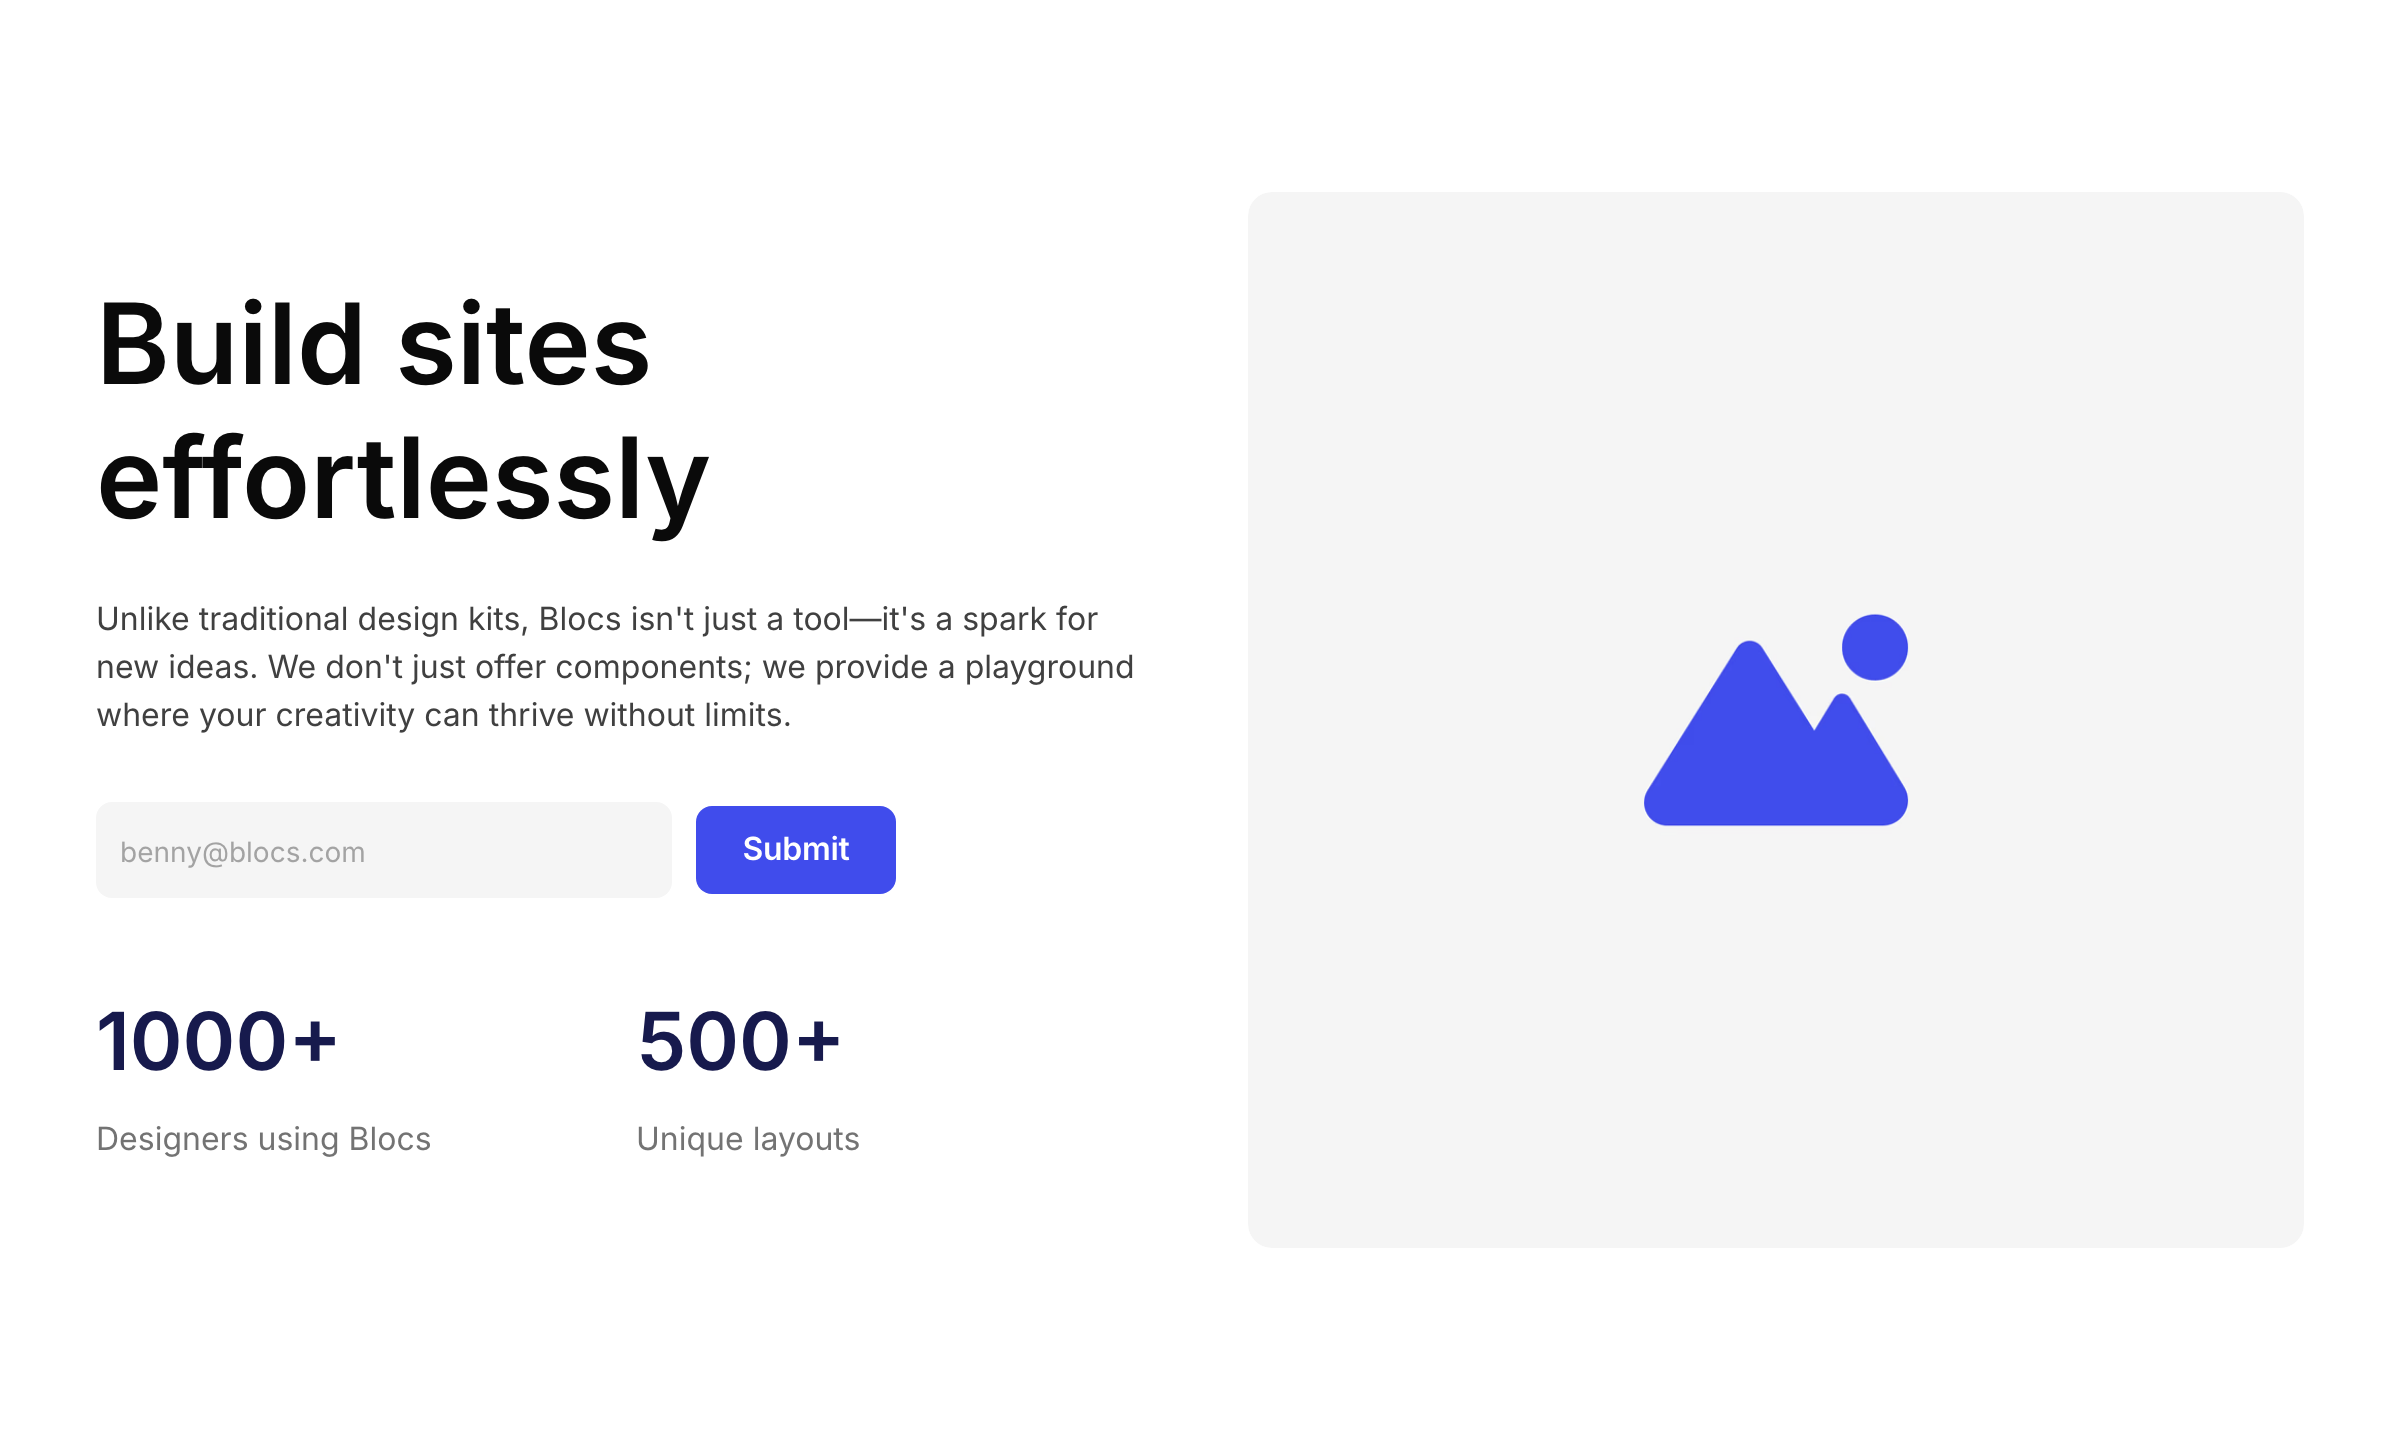 Build sites
effortlessly
Unlike traditional design kits, Blocs isn't just a tool—it's a spark for
new ideas. We don't just offer components; we provide a playground
where your creativity can thrive without limits.
benny@blocs.com
Submit
1000+
500+
Designers using Blocs
Unique layouts